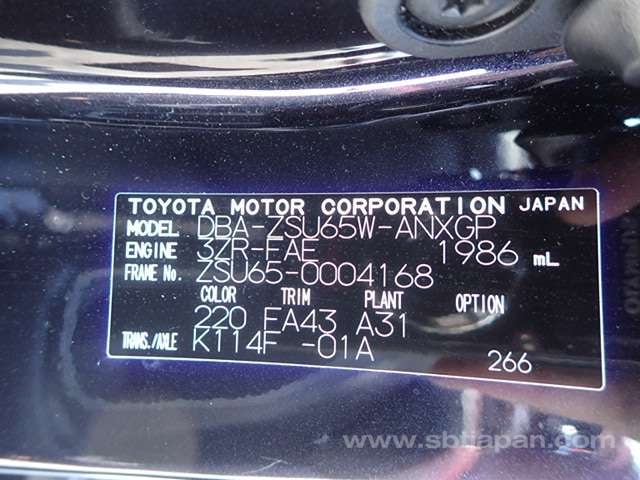 TOYOTA MOTOR CORPORATION JAPAN
MODEL DBA-ZSU65W-ANXGP
ENGINE 3ZR-FAE 1986 mL
FRAME No. ZSU65-0004168
COLOR TRIM PLANT OPTION
220 FA43 A31
TRANS./AXLE K114F -01A
266
www.sbtjapan.com